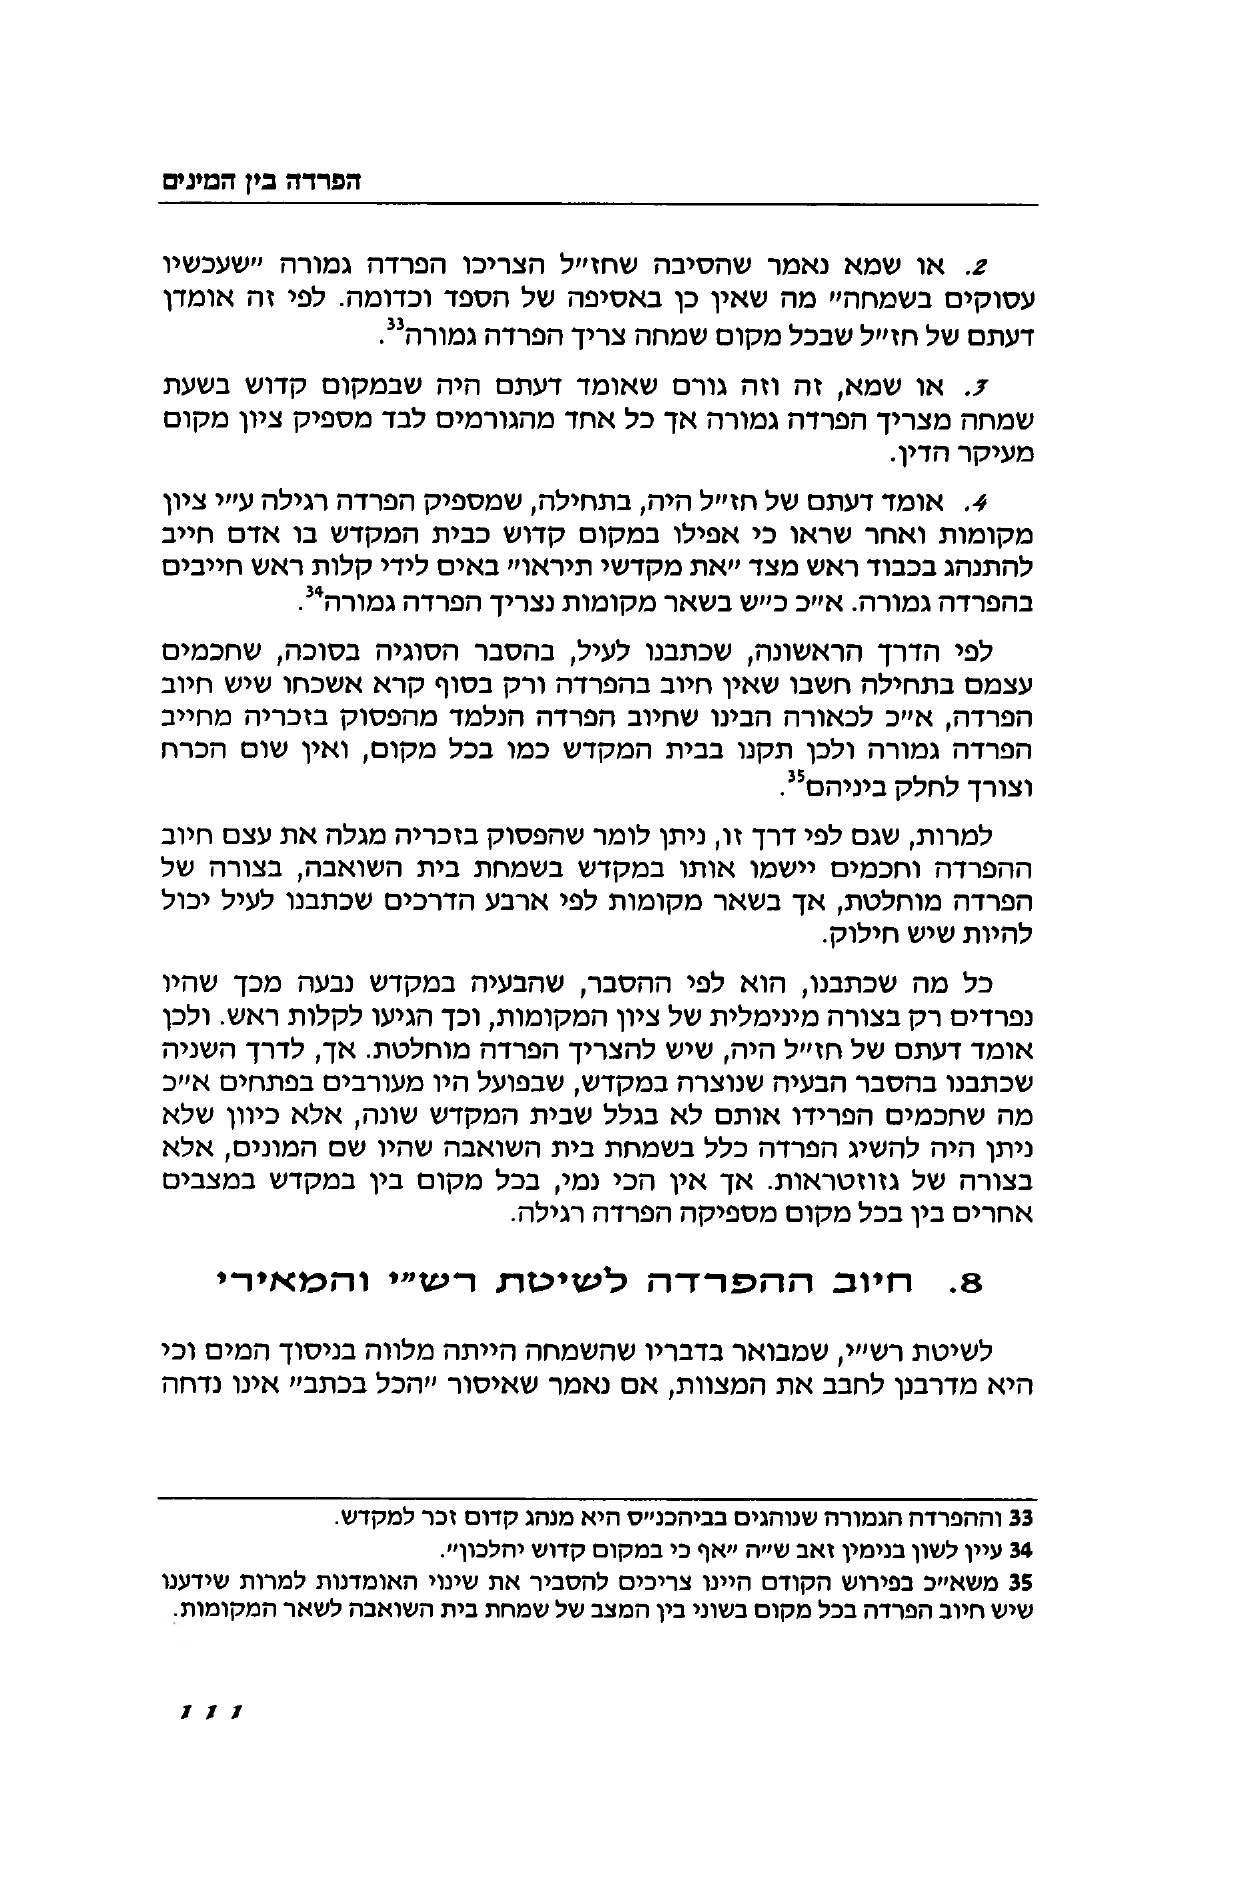 הפרדה בין המינים
2. או שמא נאמר שהסיבה שחז״ל הצריכו הפרדה גמורה ״שעכשיו
עסוקים בשמחה״ מה שאין כן באסיפה של הספד וכדומה. לפי זה אומדן
דעתם של חז״ל שבכל מקום שמחה צריך הפרדה גמורה33.
3. או שמא, זה וזה גורם שאומד דעתם היה שבמקום קדוש בשעת
שמחה מצריך הפרדה גמורה אך כל אחד מהגורמים לבד מספיק ציון מקום
מעיקר הדין.
4. אומד דעתם של חז״ל היה, בתחילה, שמספיק הפרדה רגילה ע״י ציון
מקומות ואחר שראו כי אפילו במקום קדוש כבית המקדש בו אדם חייב
להתנהג בכבוד ראש מצד ״את מקדשי תיראו״ באים לידי קלות ראש חייבים
בהפרדה גמורה. א״כ כ״ש בשאר מקומות נצריך הפרדה גמורה34.
לפי הדרך הראשונה, שכתבנו לעיל, בהסבר הסוגיה בסוכה, שחכמים
עצמם בתחילה חשבו שאין חיוב בהפרדה ורק בסוף קרא אשכחו שיש חיוב
הפרדה, א״כ לכאורה הבינו שחיוב הפרדה הנלמד מהפסוק בזכריה מחייב
הפרדה גמורה ולכן תקנו בבית המקדש כמו בכל מקום, ואין שום הכרח
וצורך לחלק ביניהם35.
למרות, שגם לפי דרך זו, ניתן לומר שהפסוק בזכריה מגלה את עצם חיוב
ההפרדה וחכמים יישמו אותו במקדש בשמחת בית השואבה, בצורה של
הפרדה מוחלטת, אך בשאר מקומות לפי ארבע הדרכים שכתבנו לעיל יכול
להיות שיש חילוק.
כל מה שכתבנו, הוא לפי ההסבר, שהבעיה במקדש נבעה מכך שהיו
נפרדים רק בצורה מינימלית של ציון המקומות, וכך הגיעו לקלות ראש. ולכן
אומד דעתם של חז״ל היה, שיש להצריך הפרדה מוחלטת. אך, לדרך השניה
שכתבנו בהסבר הבעיה שנוצרה במקדש, שבפועל היו מעורבים בפתחים א״כ
מה שחכמים הפרידו אותם לא בגלל שבית המקדש שונה, אלא כיוון שלא
ניתן היה להשיג הפרדה כלל בשמחת בית השואבה שהיו שם המונים, אלא
בצורה של גזוזטראות. אך אין הכי נמי, בכל מקום בין במקדש במצבים
אחרים בין בכל מקום מספיקה הפרדה רגילה.
8. חיוב ההפרדה לשיטת רש״י והמאירי
לשיטת רש״י, שמבואר בדבריו שהשמחה הייתה מלווה בניסוך המים וכי
היא מדרבנן לחבב את המצוות, אם נאמר שאיסור ״הכל בכתב״ אינו נדחה
33 וההפרדה הגמורה שנוהגים בביהכנ״ס היא מנהג קדום זכר למקדש.
34 עיין לשון בנימין זאב ש״ה ״אף כי במקום קדוש יהלכון״.
35 משא״כ בפירוש הקודם היינו צריכים להסביר את שינוי האומדנות למרות שידענו
שיש חיוב הפרדה בכל מקום בשוני בין המצב של שמחת בית השואבה לשאר המקומות.
111